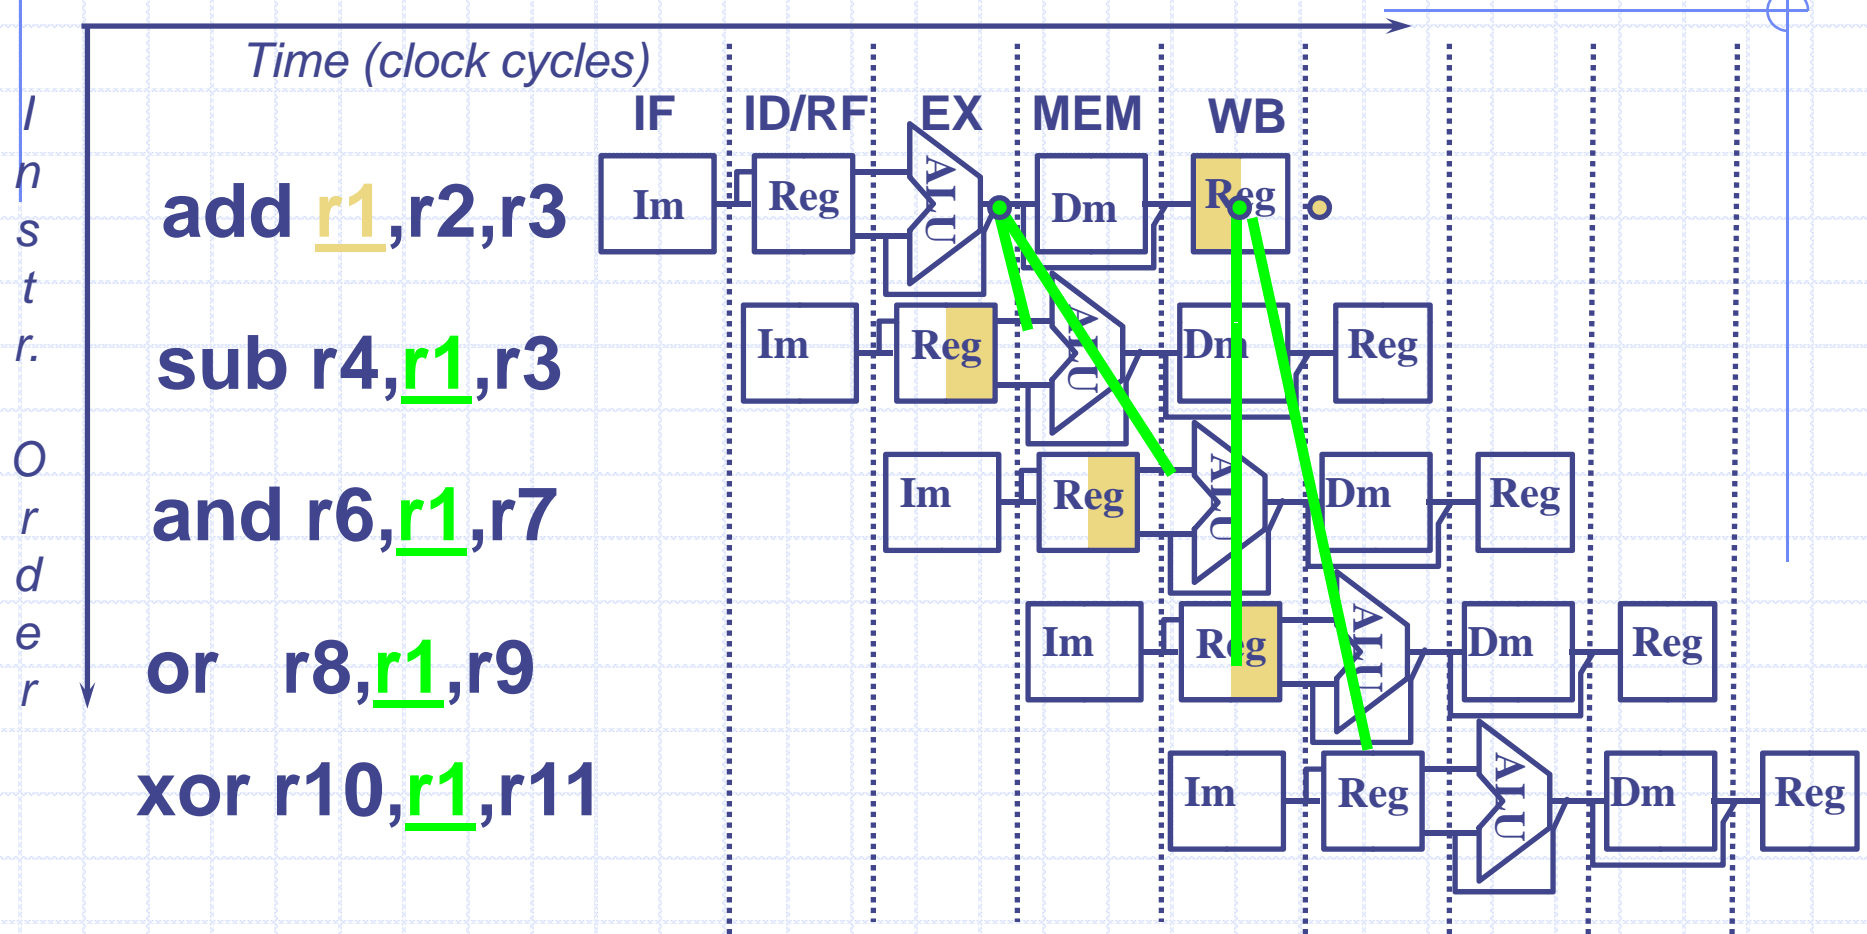 Time (clock cycles)
I
n
s
t
r.
O
r
d
e
r
IF ID/RF EX MEM WB
add r1,r2,r3 Im Reg ALU Dm Reg
sub r4,r1,r3 Im Reg ALU Dm Reg
and r6,r1,r7 Im Reg ALU Dm Reg
or r8,r1,r9 Im Reg ALU Dm Reg
xor r10,r1,r11 Im Reg ALU Dm Reg